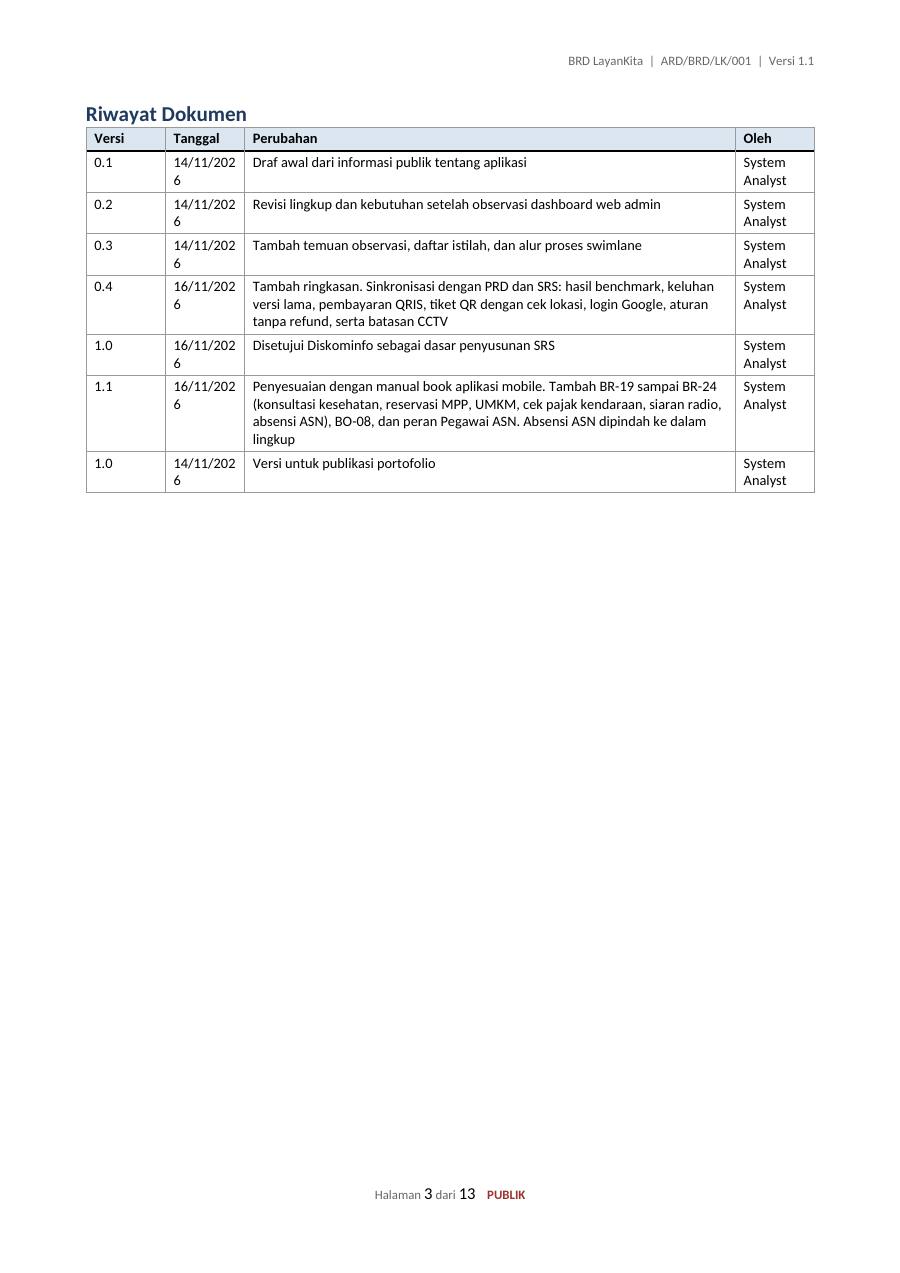 BRD LayanKita | ARD/BRD/LK/001 | Versi 1.1
Riwayat Dokumen
Versi Tanggal Perubahan Oleh
0.1 14/11/202 Draf awal dari informasi publik tentang aplikasi System
6 Analyst
0.2 14/11/202 Revisi lingkup dan kebutuhan setelah observasi dashboard web admin System
6 Analyst
0.3 14/11/202 Tambah temuan observasi, daftar istilah, dan alur proses swimlane System
6 Analyst
0.4 16/11/202 Tambah ringkasan. Sinkronisasi dengan PRD dan SRS: hasil benchmark, keluhan System
6 versi lama, pembayaran QRIS, tiket QR dengan cek lokasi, login Google, aturan Analyst
tanpa refund, serta batasan CCTV
1.0 16/11/202 Disetujui Diskominfo sebagai dasar penyusunan SRS System
6 Analyst
1.1 16/11/202 Penyesuaian dengan manual book aplikasi mobile. Tambah BR-19 sampai BR-24 System
6 (konsultasi kesehatan, reservasi MPP, UMKM, cek pajak kendaraan, siaran radio, Analyst
absensi ASN), BO-08, dan peran Pegawai ASN. Absensi ASN dipindah ke dalam
lingkup
1.0 14/11/202 Versi untuk publikasi portofolio System
6 Analyst
Halaman 3 dari 13 PUBLIK